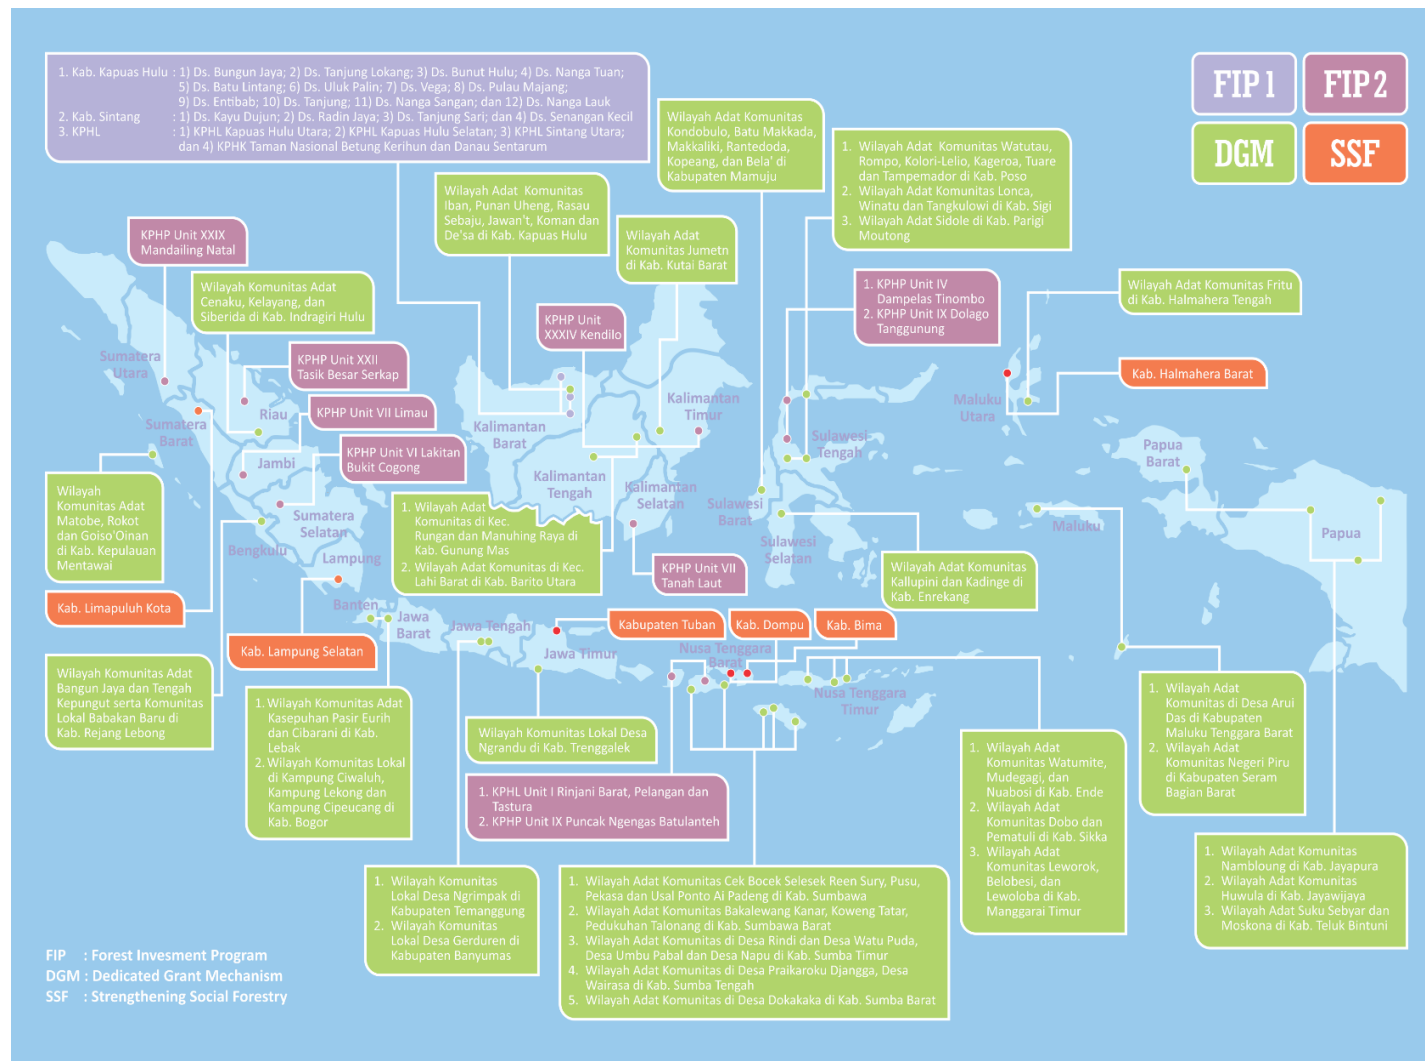 1. Kab. Kapuas Hulu : 1) Ds. Bungun Jaya; 2) Ds. Tanjung Lokang; 3) Ds. Bunut Hulu; 4) Ds. Nanga Tuan;
5) Ds. Batu Lintang; 6) Ds. Uluk Palin; 7) Ds. Vega; 8) Ds. Pulau Majang;
9) Ds. Entibab; 10) Ds. Tanjung; 11) Ds. Nanga Sangan; dan 12) Ds. Nanga Lauk
2. Kab. Sintang : 1) Ds. Kayu Dujun; 2) Ds. Radin Jaya; 3) Ds. Tanjung Sari; dan 4) Ds. Senangan Kecil
3. KPHL : 1) KPHL Kapuas Hulu Utara; 2) KPHL Kapuas Hulu Selatan; 3) KPHL Sintang Utara;
dan 4) KPHK Taman Nasional Betung Kerihun dan Danau Sentarum
FIP 1
FIP 2
DGM
SSF
Wilayah Adat Komunitas
Kondobulo, Batu Makkada,
Makkaliki, Rantedoda,
Kopeang, dan Bela' di
Kabupaten Mamuju
1. Wilayah Adat Komunitas Watutau,
Rompo, Kolori-Lelio, Kageroa, Tuare
dan Tampemador di Kab. Poso
2. Wilayah Adat Komunitas Lonca,
Winatu dan Tangkulowi di Kab. Sigi
3. Wilayah Adat Sidole di Kab. Parigi
Moutong
Wilayah Adat Komunitas
Iban, Punan Uheng, Rasau
Sebaju, Jawan't, Koman dan
De'sa di Kab. Kapuas Hulu
Wilayah Adat
Komunitas Jumetn
di Kab. Kutai Barat
KPHP Unit XXIX
Mandailing Natal
Wilayah Komunitas Adat
Cenaku, Kelayang, dan
Siberida di Kab. Indragiri Hulu
KPHP Unit
XXXIV Kendilo
1. KPHP Unit IV
Dampelas Tinombo
2. KPHP Unit IX Dolago
Tanggunung
Wilayah Adat Komunitas Fritu
di Kab. Halmahera Tengah
KPHP Unit XXII
Tasik Besar Serkap
Kab. Halmahera Barat
KPHP Unit VII Limau
KPHP Unit VI Lakitan
Bukit Cogong
Sumatera
Utara
Sumatera
Barat
Riau
Jambi
Sumatera
Selatan
Bengkulu
Lampung
Kalimantan
Barat
Kalimantan
Timur
Kalimantan
Tengah
Kalimantan
Selatan
Sulawesi
Tengah
Sulawesi
Barat
Sulawesi
Selatan
Maluku
Utara
Maluku
Papua
Barat
Papua
Wilayah
Komunitas Adat
Matobe, Rokot
dan Goiso'Oinan
di Kab. Kepulauan
Mentawai
1. Wilayah Adat
Komunitas di Kec.
Rungan dan Manuhing Raya di
Kab. Gunung Mas
2. Wilayah Adat Komunitas di Kec.
Lahi Barat di Kab. Barito Utara
KPHP Unit VII
Tanah Laut
Wilayah Adat Komunitas
Kallupini dan Kadinge di
Kab. Enrekang
Kab. Limapuluh Kota
Kab. Lampung Selatan
Banten
Jawa
Barat
Jawa Tengah
Jawa Timur
Kabupaten Tuban
Kab. Dompu
Kab. Bima
Nusa Tenggara
Barat
Nusa Tenggara
Timur
Wilayah Komunitas Adat
Bangun Jaya dan Tengah
Kepungut serta Komunitas
Lokal Babakan Baru di
Kab. Rejang Lebong
1. Wilayah Komunitas Adat
Kasepuhan Pasir Eurih
dan Cibarani di Kab.
Lebak
2. Wilayah Komunitas Lokal
di Kampung Ciwaluh,
Kampung Lekong dan
Kampung Cipeucang di
Kab. Bogor
Wilayah Komunitas Lokal Desa
Ngrandu di Kab. Trenggalek
1. KPHL Unit I Rinjani Barat, Pelangan dan
Tastura
2. KPHP Unit IX Puncak Ngengas Batulanteh
1. Wilayah Adat
Komunitas Watumite,
Mudegagi, dan
Nuabosi di Kab. Ende
2. Wilayah Adat
Komunitas Dobo dan
Pematuli di Kab. Sikka
3. Wilayah Adat
Komunitas Leworok,
Belobesi, dan
Lewoloba di Kab.
Manggarai Timur
1. Wilayah Adat
Komunitas di Desa Arui
Das di Kabupaten
Maluku Tenggara Barat
2. Wilayah Adat
Komunitas Negeri Piru
di Kabupaten Seram
Bagian Barat
1. Wilayah Adat Komunitas
Nambloung di Kab. Jayapura
2. Wilayah Adat Komunitas
Huwula di Kab. Jayawijaya
3. Wilayah Adat Suku Sebyar dan
Moskona di Kab. Teluk Bintuni
1. Wilayah Komunitas
Lokal Desa Ngrimpak di
Kabupaten Temanggung
2. Wilayah Komunitas
Lokal Desa Gerduren di
Kabupaten Banyumas
1. Wilayah Adat Komunitas Cek Bocek Selesek Reen Sury, Pusu,
Pekasa dan Usal Ponto Ai Padeng di Kab. Sumbawa
2. Wilayah Adat Komunitas Bakalewang Kanar, Koweng Tatar,
Pedukuhan Talonang di Kab. Sumbawa Barat
3. Wilayah Adat Komunitas di Desa Rindi dan Desa Watu Puda,
Desa Umbu Pabal dan Desa Napu di Kab. Sumba Timur
4. Wilayah Adat Komunitas di Desa Praikaroku Djangga, Desa
Wairasa di Kab. Sumba Tengah
5. Wilayah Adat Komunitas di Desa Dokakaka di Kab. Sumba Barat
FIP : Forest Invesment Program
DGM : Dedicated Grant Mechanism
SSF : Strengthening Social Forestry